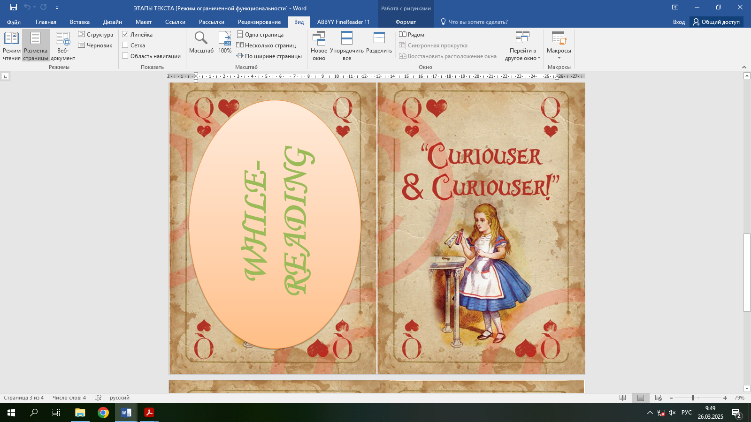 ЭТАПЫ ТЕКСТА [Режим ограниченной функциональности] - Word
Работа с рисунками
Файл Главная Вставка Дизайн Макет Ссылки Рассылки Рецензирование Вид ABBYY FineReader 11 Формат Что вы хотите сделать? Вход Общий доступ
Режим чтения
Разметка страницы
Веб-документ
Структура
Черновик
Режимы
Линейка
Сетка
Область навигации
Показать
Масштаб
100%
Одна страница
Несколько страниц
По ширине страницы
Масштаб
Новое окно
Упорядочить все
Разделить
Рядом
Синхронная прокрутка
Восстановить расположение окна
Перейти в другое окно
Окно
Макросы
Макросы
Q Q
WHILE-
READING
Q Q
Q Q
“CURIOUSER
& CURIOUSER!”
Q Q
Страница 3 из 4 Число слов: 4 русский 79%
РУС
9:49
26.03.2025
2